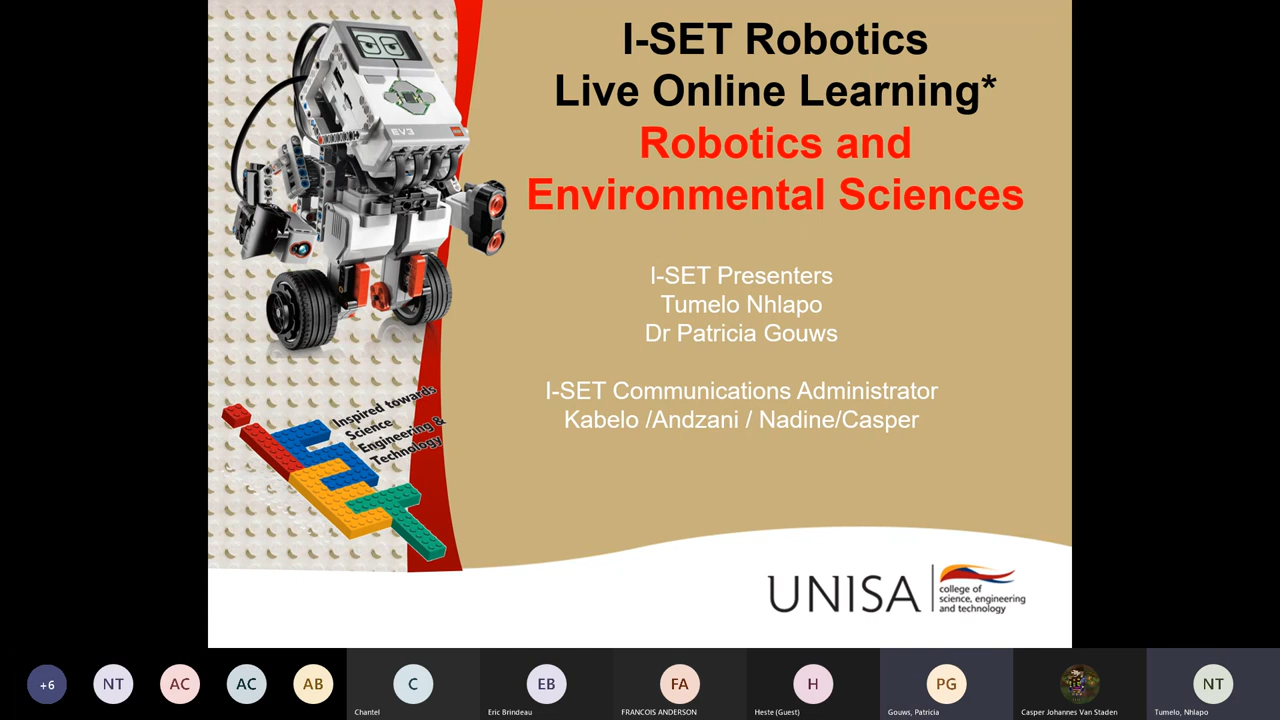 I-SET Robotics
Live Online Learning*
Robotics and
Environmental Sciences
I-SET Presenters
Tumelo Nhlapo
Dr Patricia Gouws
I-SET Communications Administrator
Kabelo /Andzani / Nadine/Casper
EV3
Inspired towards
Science
Engineering &
Technology
iSET
UNISA
college of
science, engineering
and technology
+6
NT
AC
AC
AB
C
EB
FA
H
PG
NT
Chantel
Eric Brindeau
FRANCOIS ANDERSON
Heste (Guest)
Gouws, Patricia
Casper Johannes Van Staden
Tumelo, Nhlapo